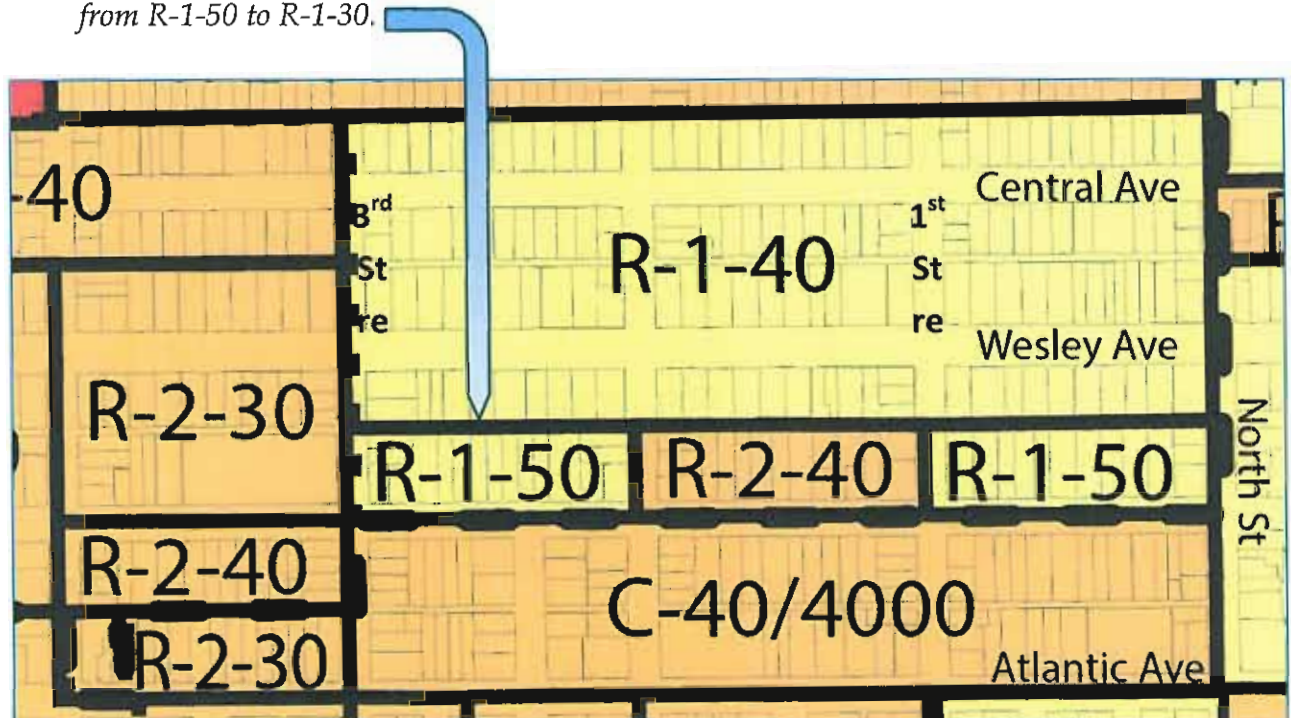 from R-1-50 to R-1-30.
-40
3rd
St
re
R-1-40
1st
St
re
Central Ave
Wesley Ave
R-2-30
R-1-50
R-2-40
R-1-50
North St
R-2-40
C-40/4000
R-2-30
Atlantic Ave